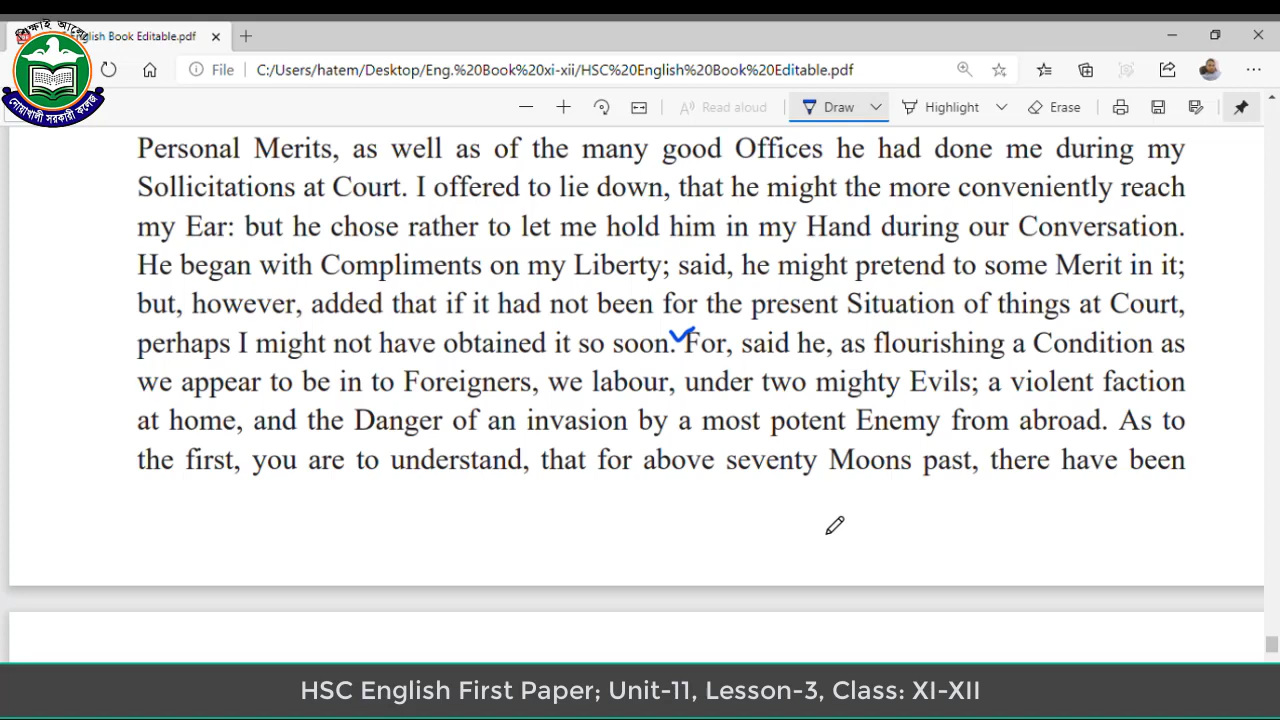 English Book Editable.pdf
File C:/Users/hatem/Desktop/Eng.%20Book%20xi-xii/HSC%20English%20Book%20Editable.pdf
Read aloud Draw Highlight Erase
শিক্ষাই আলো
নোয়াখালী সরকারী কলেজ
Personal Merits, as well as of the many good Offices he had done me during my
Sollicitations at Court. I offered to lie down, that he might the more conveniently reach
my Ear: but he chose rather to let me hold him in my Hand during our Conversation.
He began with Compliments on my Liberty; said, he might pretend to some Merit in it;
but, however, added that if it had not been for the present Situation of things at Court,
perhaps I might not have obtained it so soon. For, said he, as flourishing a Condition as
we appear to be in to Foreigners, we labour, under two mighty Evils; a violent faction
at home, and the Danger of an invasion by a most potent Enemy from abroad. As to
the first, you are to understand, that for above seventy Moons past, there have been
HSC English First Paper; Unit-11, Lesson-3, Class: XI-XII